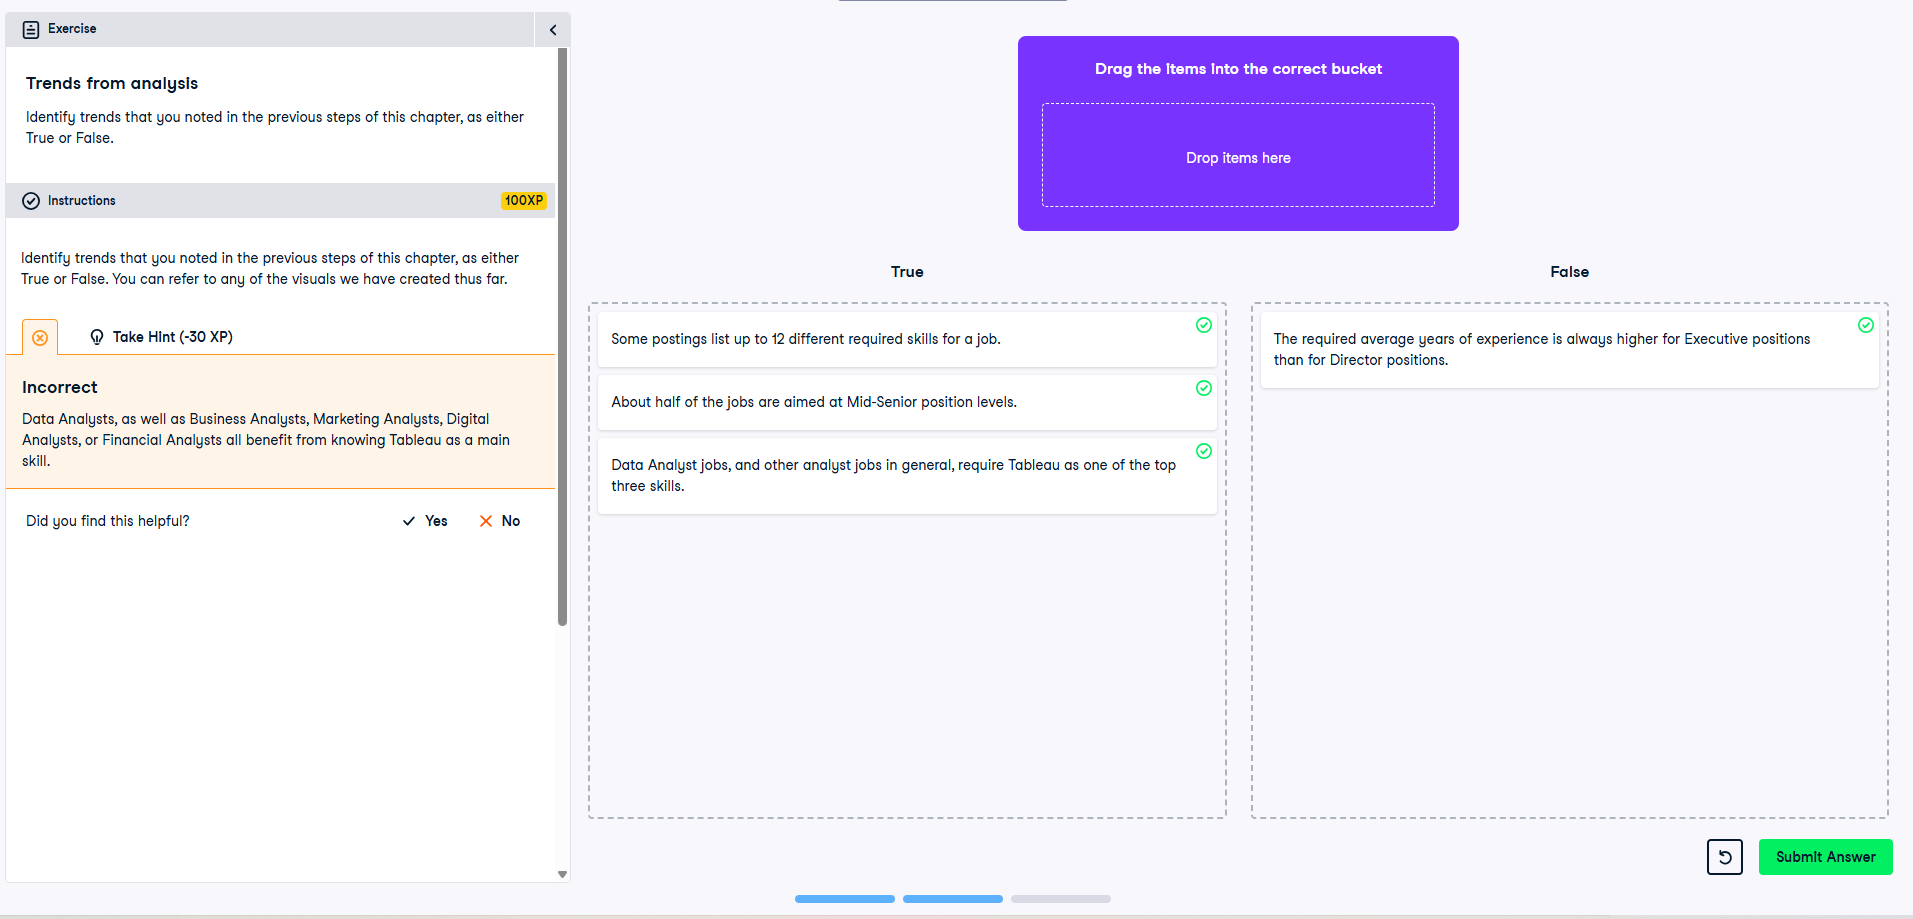 Exercise
Trends from analysis
Identify trends that you noted in the previous steps of this chapter, as either
True or False.
Instructions
100XP
Identify trends that you noted in the previous steps of this chapter, as either
True or False. You can refer to any of the visuals we have created thus far.
Take Hint (-30 XP)
Incorrect
Data Analysts, as well as Business Analysts, Marketing Analysts, Digital
Analysts, or Financial Analysts all benefit from knowing Tableau as a main
skill.
Did you find this helpful?
Yes
No
Drag the items into the correct bucket
Drop items here
True
Some postings list up to 12 different required skills for a job.
About half of the jobs are aimed at Mid-Senior position levels.
Data Analyst jobs, and other analyst jobs in general, require Tableau as one of the top
three skills.
False
The required average years of experience is always higher for Executive positions
than for Director positions.
Submit Answer